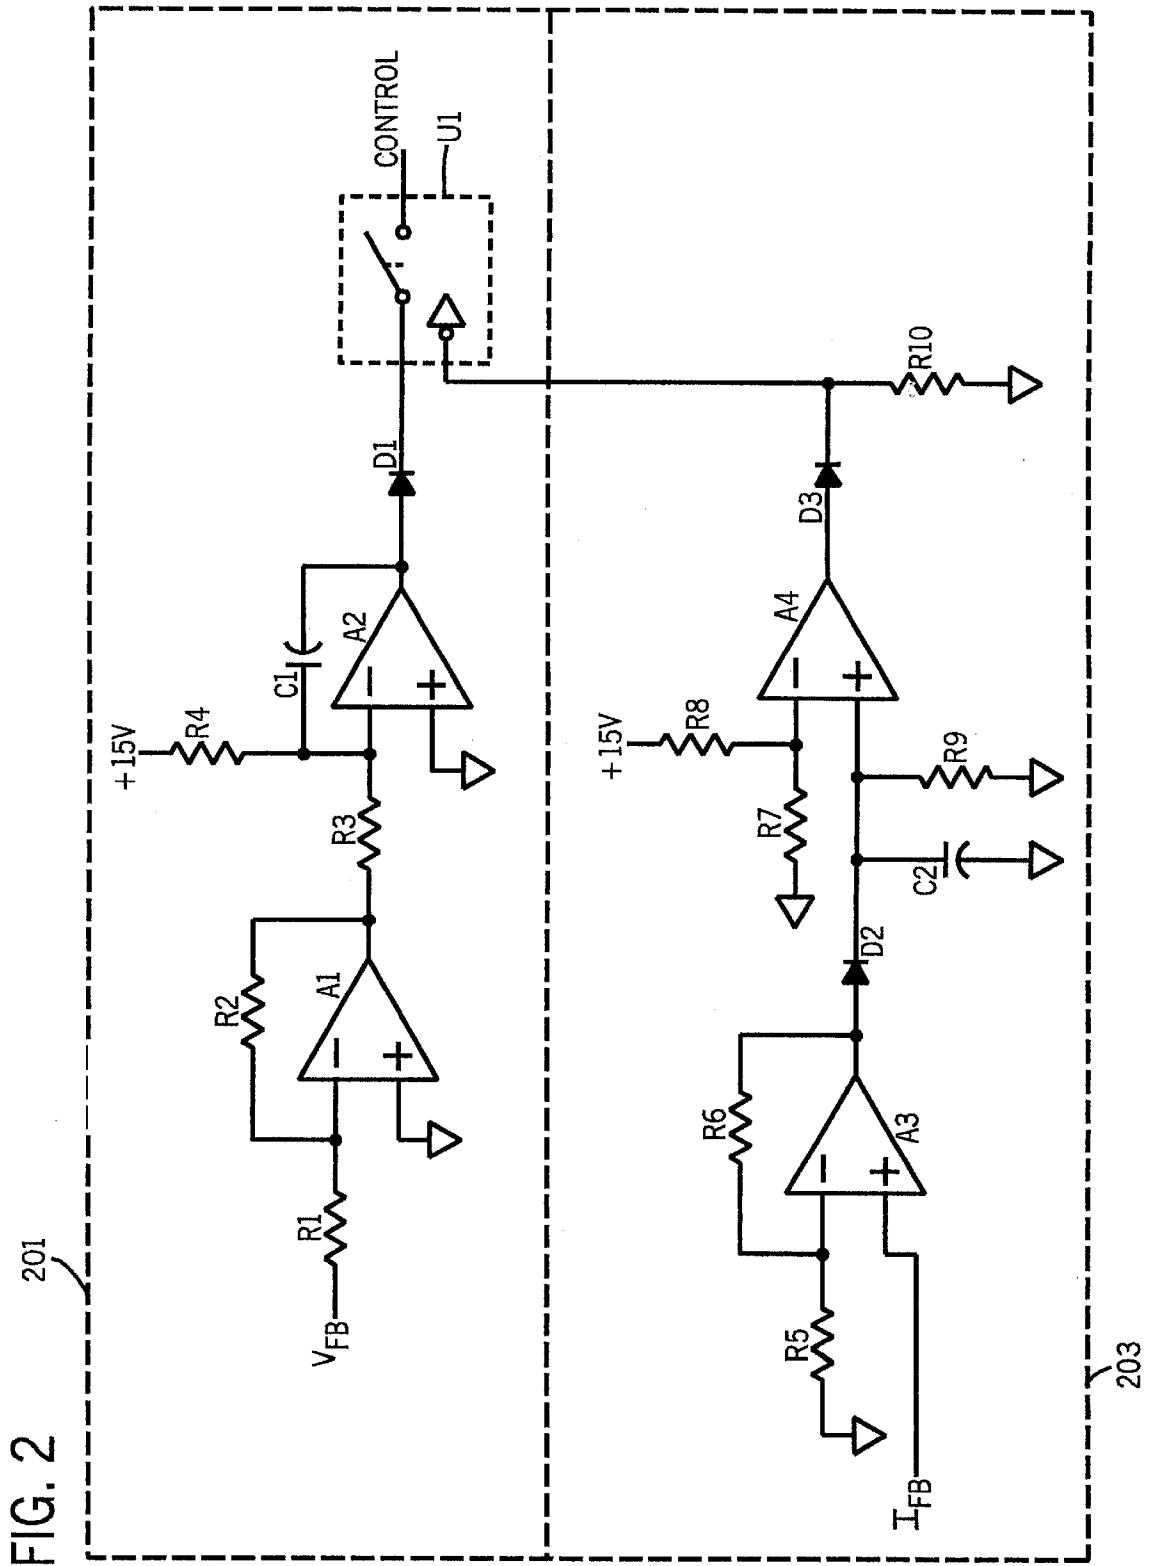 FIG. 2
201
+15V
R4
C1
CONTROL
R2
A1
A2
D1
U1
R1
R3
VFB
+15V
R8
R7
A4
D3
R10
R6
R5
A3
D2
C2
R9
IFB
203